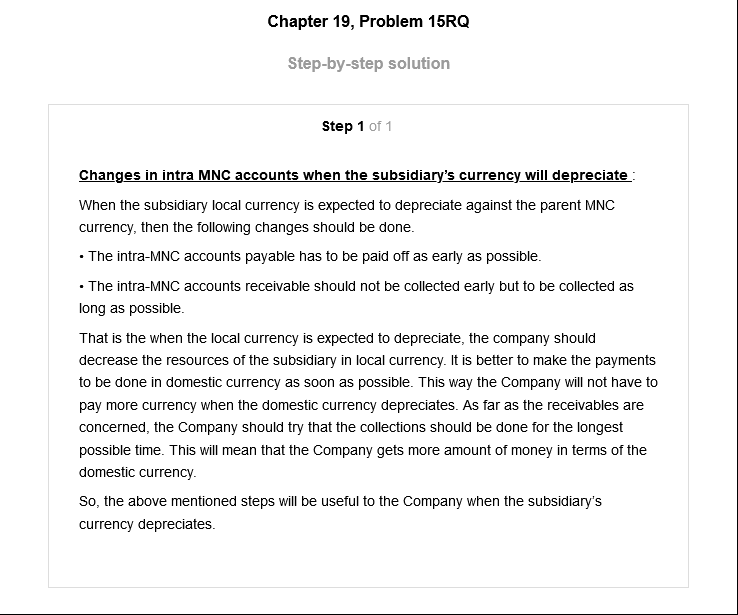 Chapter 19, Problem 15RQ
Step-by-step solution
Step 1 of 1
Changes in intra MNC accounts when the subsidiary's currency will depreciate :
When the subsidiary local currency is expected to depreciate against the parent MNC
currency, then the following changes should be done.
• The intra-MNC accounts payable has to be paid off as early as possible.
• The intra-MNC accounts receivable should not be collected early but to be collected as
long as possible.
That is the when the local currency is expected to depreciate, the company should
decrease the resources of the subsidiary in local currency. It is better to make the payments
to be done in domestic currency as soon as possible. This way the Company will not have to
pay more currency when the domestic currency depreciates. As far as the receivables are
concerned, the Company should try that the collections should be done for the longest
possible time. This will mean that the Company gets more amount of money in terms of the
domestic currency.
So, the above mentioned steps will be useful to the Company when the subsidiary's
currency depreciates.